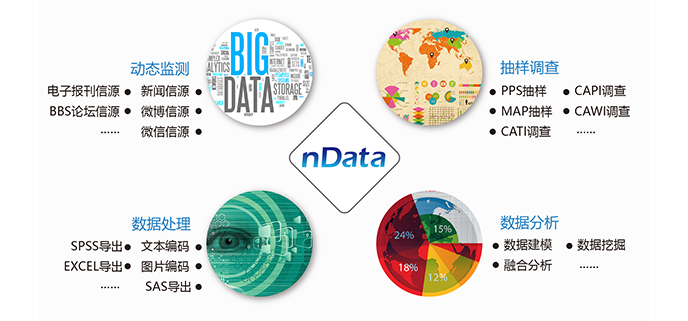 动态监测
电子报刊信源● 新闻信源●
BBS论坛信源● 微博信源●
…… 微信信源●
BIG
DATA
STORAGE
抽样调查
●PPS抽样 ●CAPI调查
●MAP抽样 ●CAWI调查
●CATI调查 ……
nData
数据处理
SPSS导出● 文本编码●
EXCEL导出● 图片编码●
…… SAS导出●
数据分析
●数据建模 ●数据挖掘
●融合分析 ……
24%
15%
18%
12%